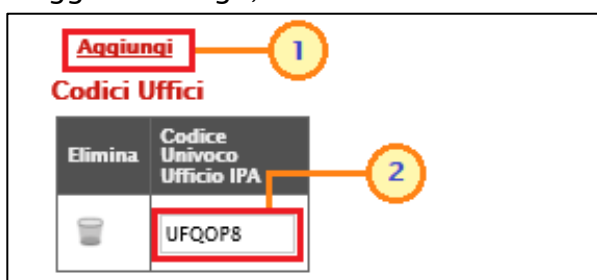 Aggiungi
1
Codici Uffici
Elimina
Codice
Univoco
Ufficio IPA
2
UFQOP8